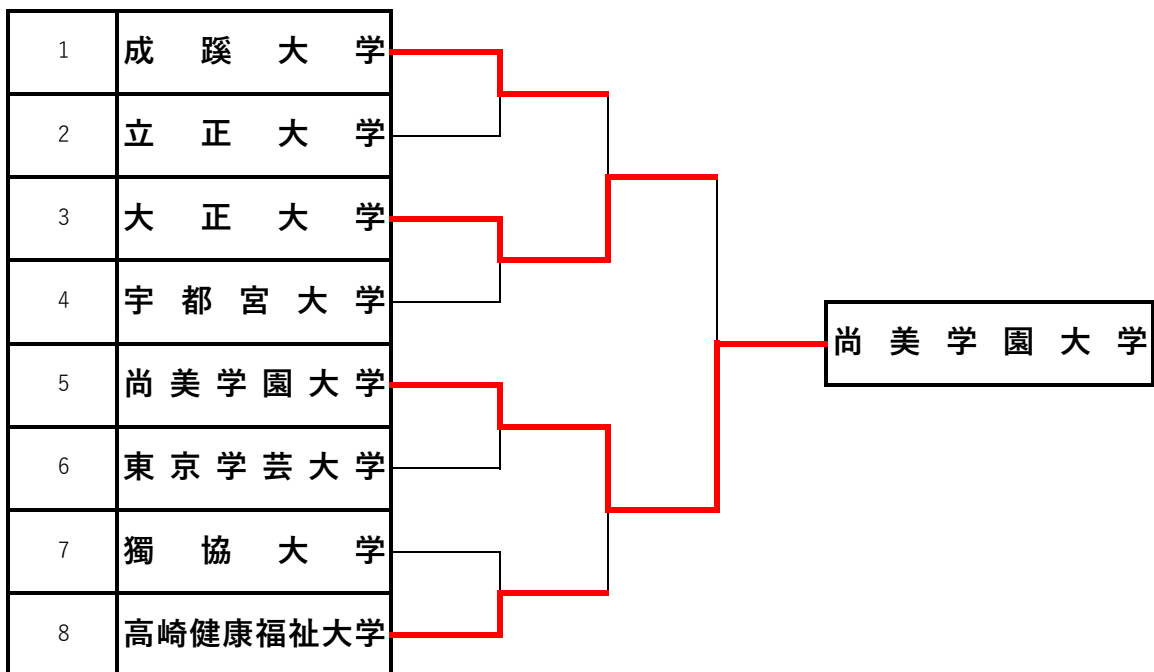 1 成蹊大学
2 立正大学
3 大正大学
4 宇都宮大学
5 尚美学園大学
6 東京学芸大学
7 獨協大学
8 高崎健康福祉大学
尚美学園大学